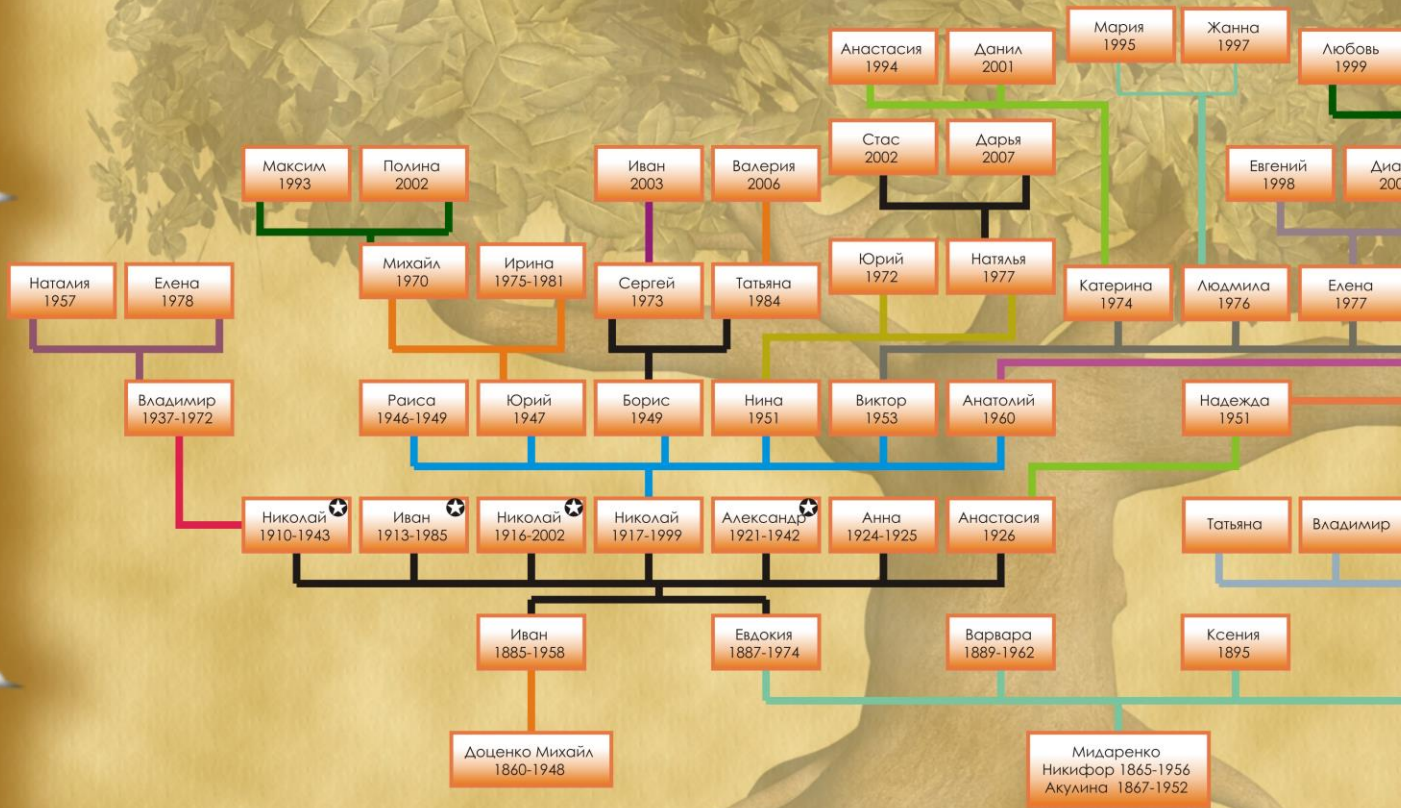 Мария
1995
Жанна
1997
Анастасия
1994
Данил
2001
Любовь
1999
Стас
2002
Дарья
2007
Максим
1993
Полина
2002
Иван
2003
Валерия
2006
Евгений
1998
Диа
200
Михайл
1970
Ирина
1975-1981
Юрий
1972
Натялья
1977
Наталия
1957
Елена
1978
Сергей
1973
Татьяна
1984
Катерина
1974
Людмила
1976
Елена
1977
Владимир
1937-1972
Раиса
1946-1949
Юрий
1947
Борис
1949
Нина
1951
Виктор
1953
Анатолий
1960
Надежда
1951
Николай
1910-1943
Иван
1913-1985
Николай
1916-2002
Николай
1917-1999
Александр
1921-1942
Анна
1924-1925
Анастасия
1926
Татьяна
Владимир
Иван
1885-1958
Евдокия
1887-1974
Варвара
1889-1962
Ксения
1895
Доценко Михайл
1860-1948
Мидаренко
Никифор 1865-1956
Акулина 1867-1952